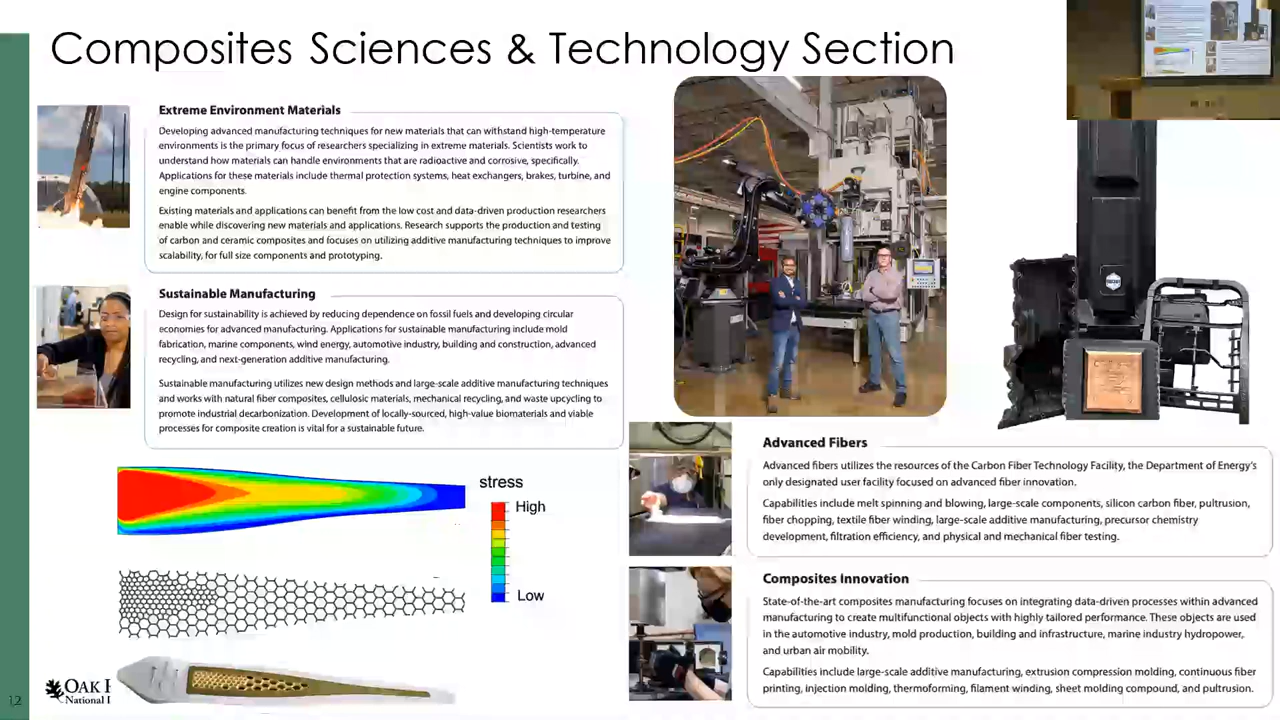 Composites Sciences & Technology Section
Extreme Environment Materials
Developing advanced manufacturing techniques for new materials that can withstand high-temperature
environments is the primary focus of researchers specializing in extreme materials. Scientists work to
understand how materials can handle environments that are radioactive and corrosive, specifically.
Applications for these materials include thermal protection systems, heat exchangers, brakes, turbine, and
engine components.
Existing materials and applications can benefit from the low cost and data-driven production researchers
enable while discovering new materials and applications. Research supports the production and testing
of carbon and ceramic composites and focuses on utilizing additive manufacturing techniques to improve
scalability, for full size components and prototyping.
Sustainable Manufacturing
Design for sustainability is achieved by reducing dependence on fossil fuels and developing circular
economies for advanced manufacturing. Applications for sustainable manufacturing include mold
fabrication, marine components, wind energy, automotive industry, building and construction, advanced
recycling, and next-generation additive manufacturing.
Sustainable manufacturing utilizes new design methods and large-scale additive manufacturing techniques
and works with natural fiber composites, cellulosic materials, mechanical recycling, and waste upcycling to
promote industrial decarbonization. Development of locally-sourced, high-value biomaterials and viable
processes for composite creation is vital for a sustainable future.
stress
High
Low
Advanced Fibers
Advanced fibers utilizes the resources of the Carbon Fiber Technology Facility, the Department of Energy's
only designated user facility focused on advanced fiber innovation.
Capabilities include melt spinning and blowing, large-scale components, silicon carbon fiber, pultrusion,
fiber chopping, textile fiber winding, large-scale additive manufacturing, precursor chemistry
development, filtration efficiency, and physical and mechanical fiber testing.
Composites Innovation
State-of-the-art composites manufacturing focuses on integrating data-driven processes within advanced
manufacturing to create multifunctional objects with highly tailored performance. These objects are used
in the automotive industry, mold production, building and infrastructure, marine industry hydropower,
and urban air mobility.
Capabilities include large-scale additive manufacturing, extrusion compression molding, continuous fiber
printing, injection molding, thermoforming, filament winding, sheet molding compound, and pultrusion.
12
OAK
National